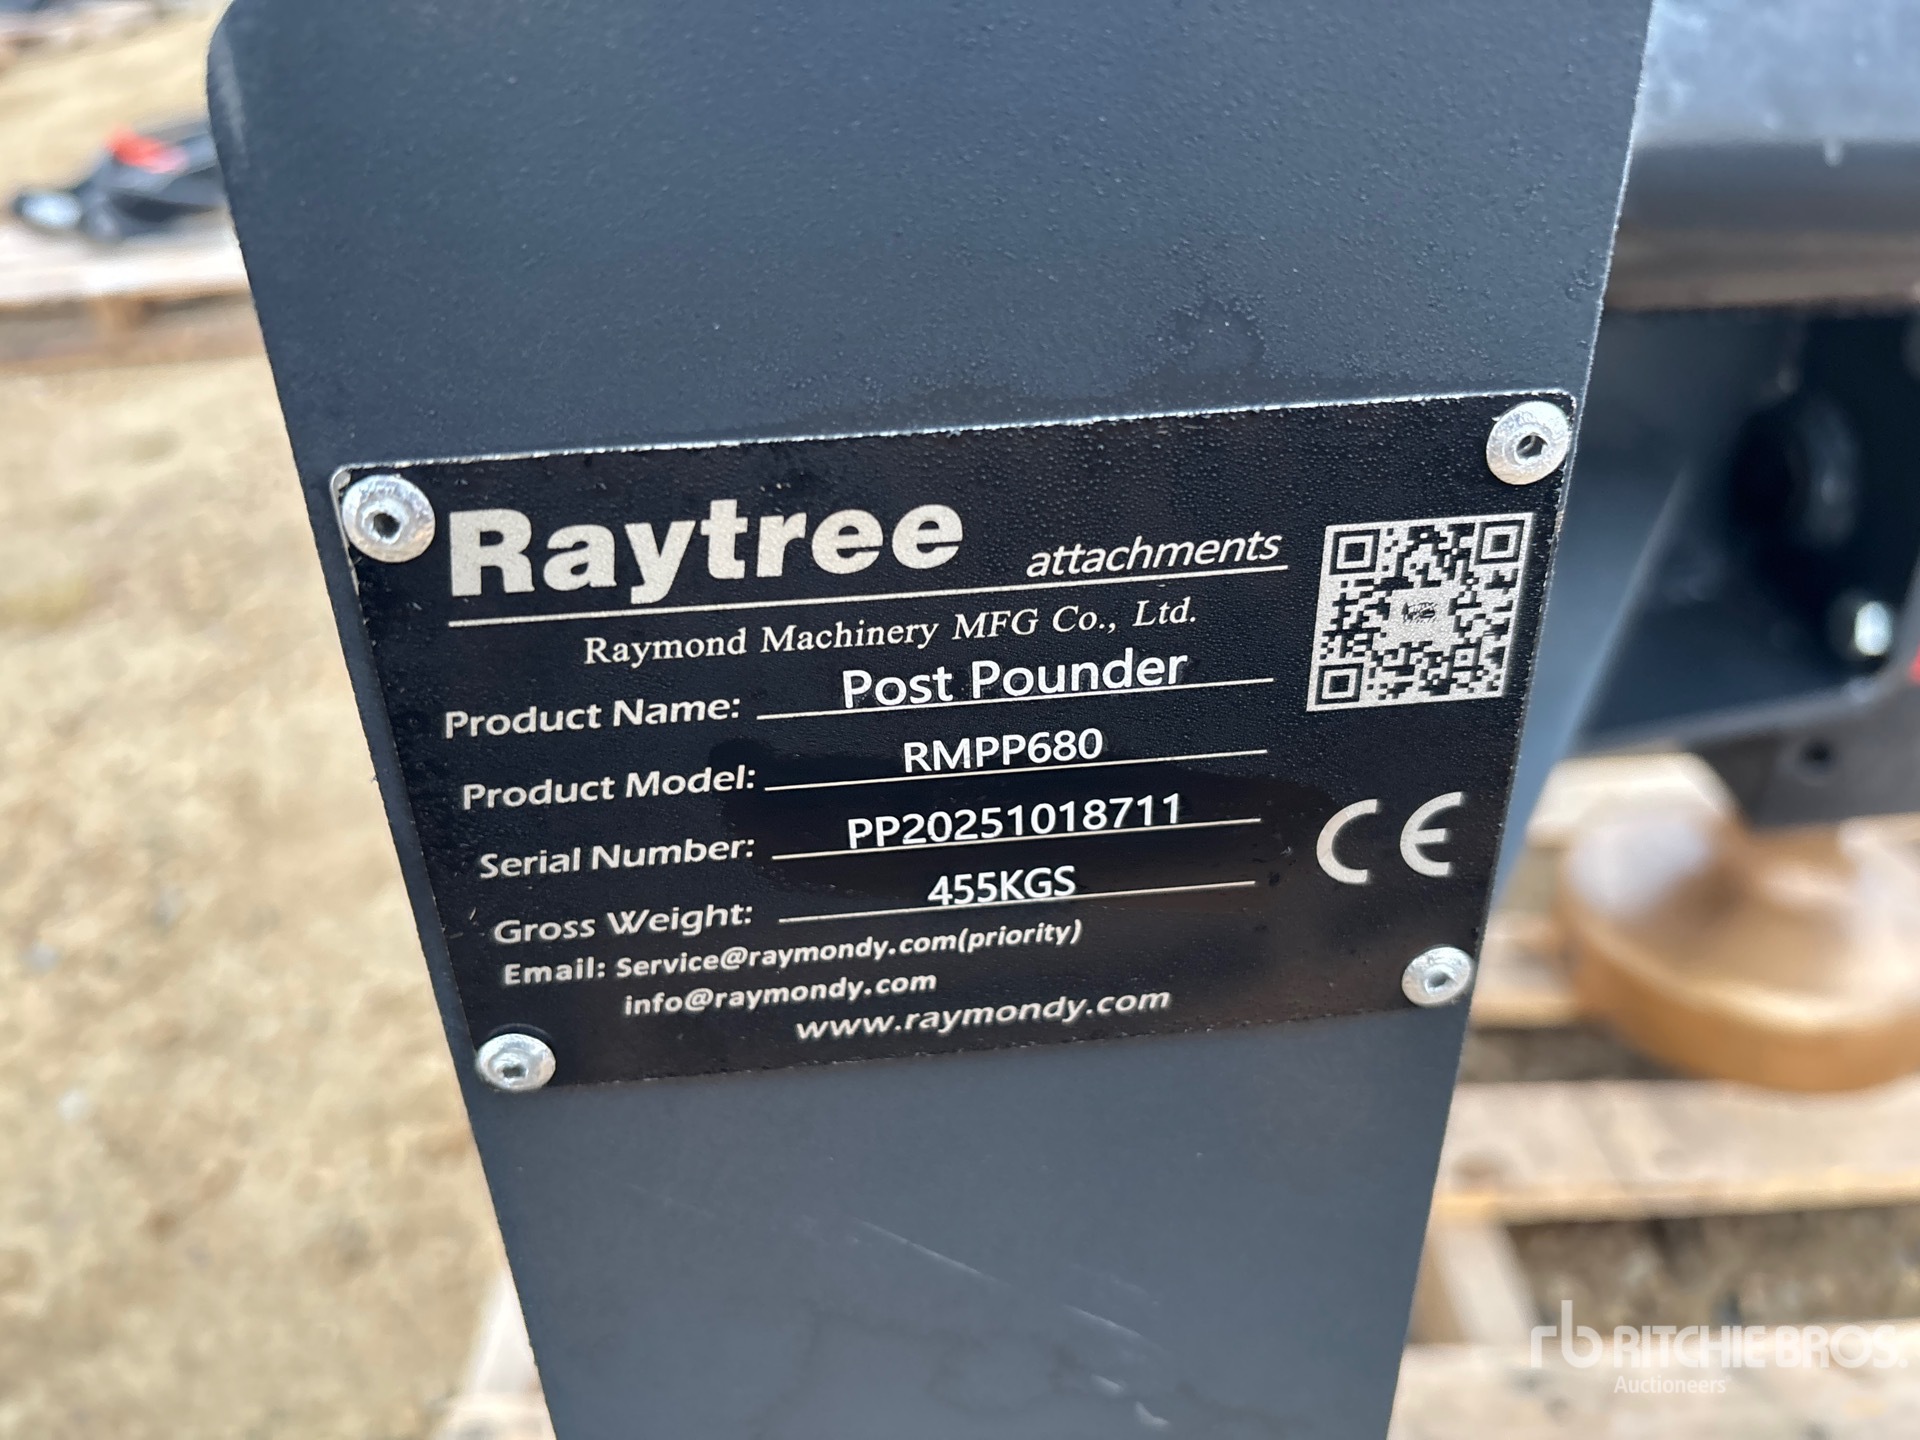 Raytree attachments
Raymond Machinery MFG Co., Ltd.
Product Name: Post Pounder
Product Model: RMPP680
Serial Number: PP20251018711
Gross Weight: 455KGS
CE
Email: Service@raymondy.com(priority)
info@raymondy.com
www.raymondy.com
rb RITCHIE BROS.
Auctioneers